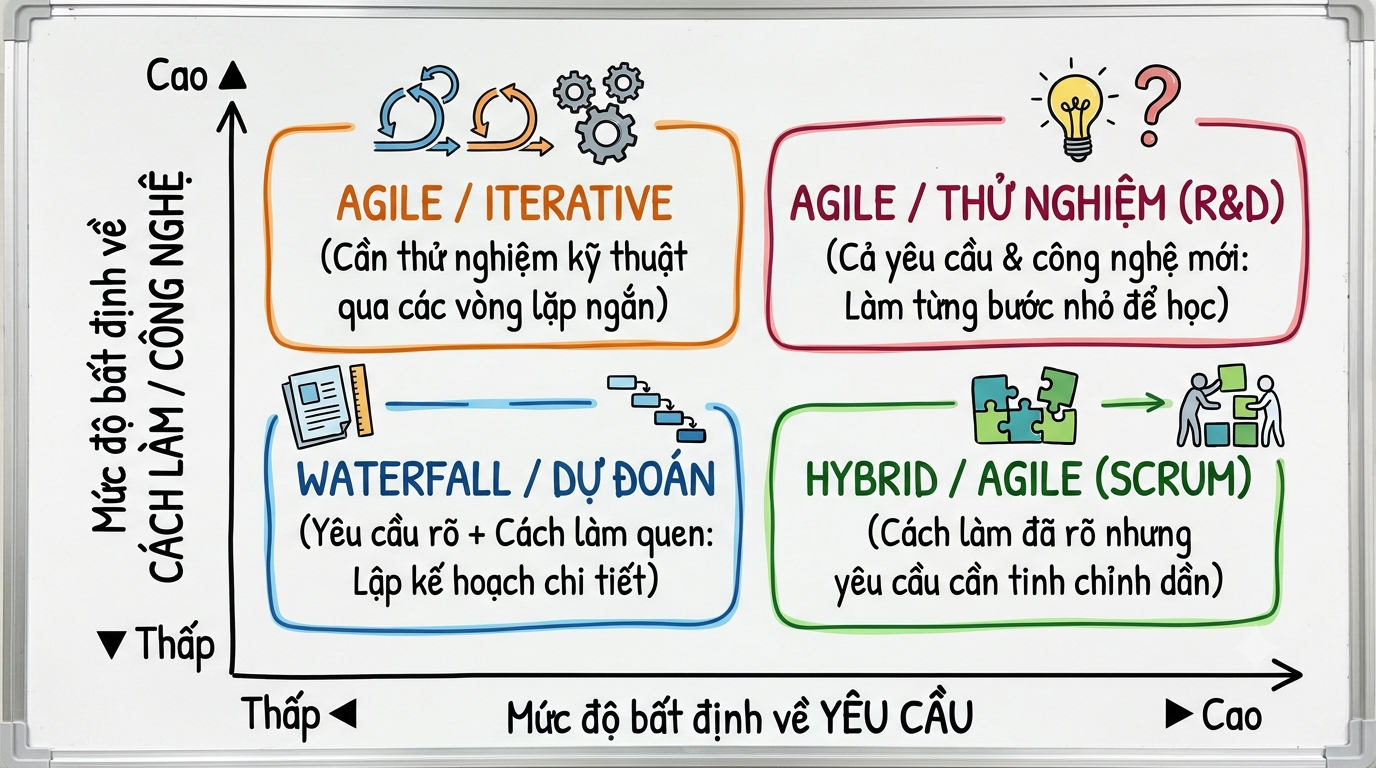 Cao ▲
AGILE / ITERATIVE
(Cần thử nghiệm kỹ thuật
qua các vòng lặp ngắn)
AGILE / THỬ NGHIỆM (R&D)
(Cả yêu cầu & công nghệ mới:
Làm từng bước nhỏ để học)
Mức độ bất định về
CÁCH LÀM / CÔNG NGHỆ
WATERFALL / DỰ ĐOÁN
(Yêu cầu rõ + Cách làm quen:
Lập kế hoạch chi tiết)
HYBRID / AGILE (SCRUM)
(Cách làm đã rõ nhưng
yêu cầu cần tinh chỉnh dần)
▼ Thấp
Thấp ◀
Mức độ bất định về YÊU CẦU
▶ Cao